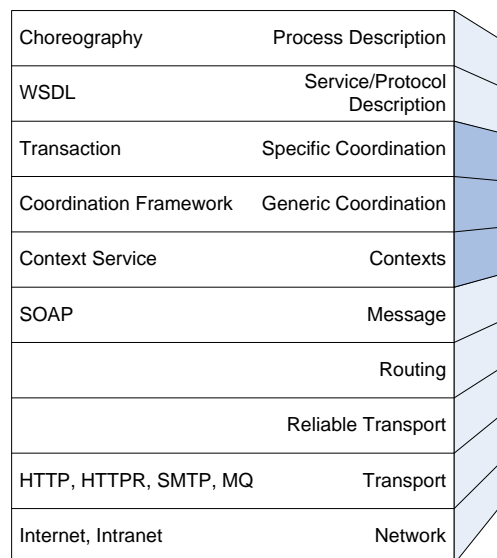 Choreography Process Description
WSDL Service/Protocol
Description
Transaction Specific Coordination
Coordination Framework Generic Coordination
Context Service Contexts
SOAP Message
Routing
Reliable Transport
HTTP, HTTPR, SMTP, MQ Transport
Internet, Intranet Network